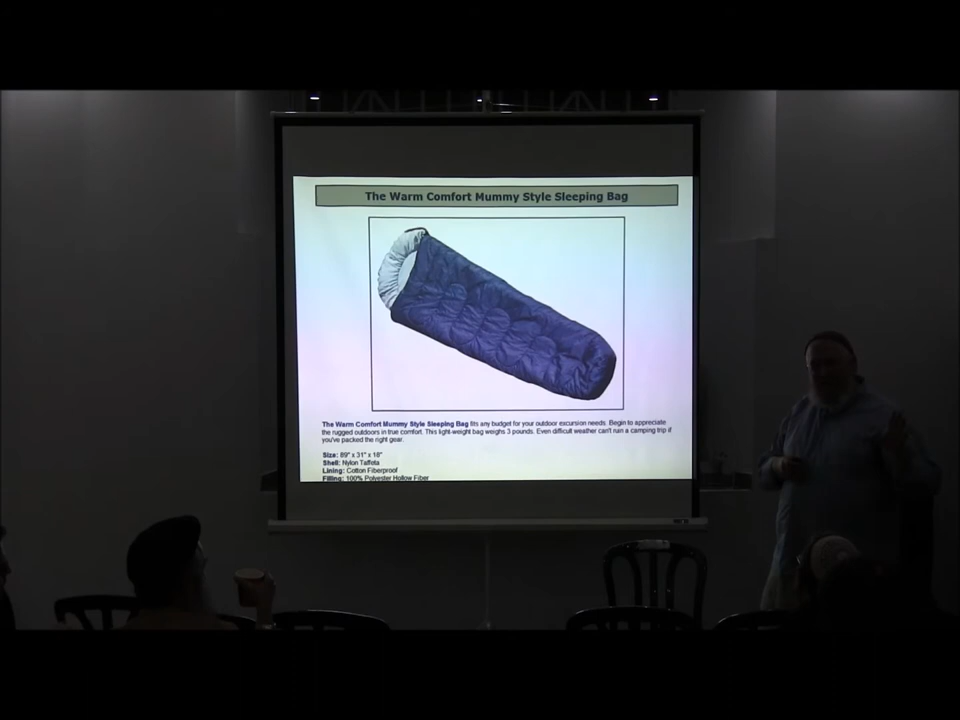 The Warm Comfort Mummy Style Sleeping Bag
The Warm Comfort Mummy Style Sleeping Bag fits any budget for your outdoor excursion needs. Begin to appreciate
the rugged outdoors in true comfort. This light-weight bag weighs 3 pounds. Even difficult weather can't ruin a camping trip if
you've packed the right gear.
Size: 89" x 31" x 18"
Shell: Nylon Taffeta
Lining: Cotton Fiberproof
Filling: 100% Polyester Hollow Fiber